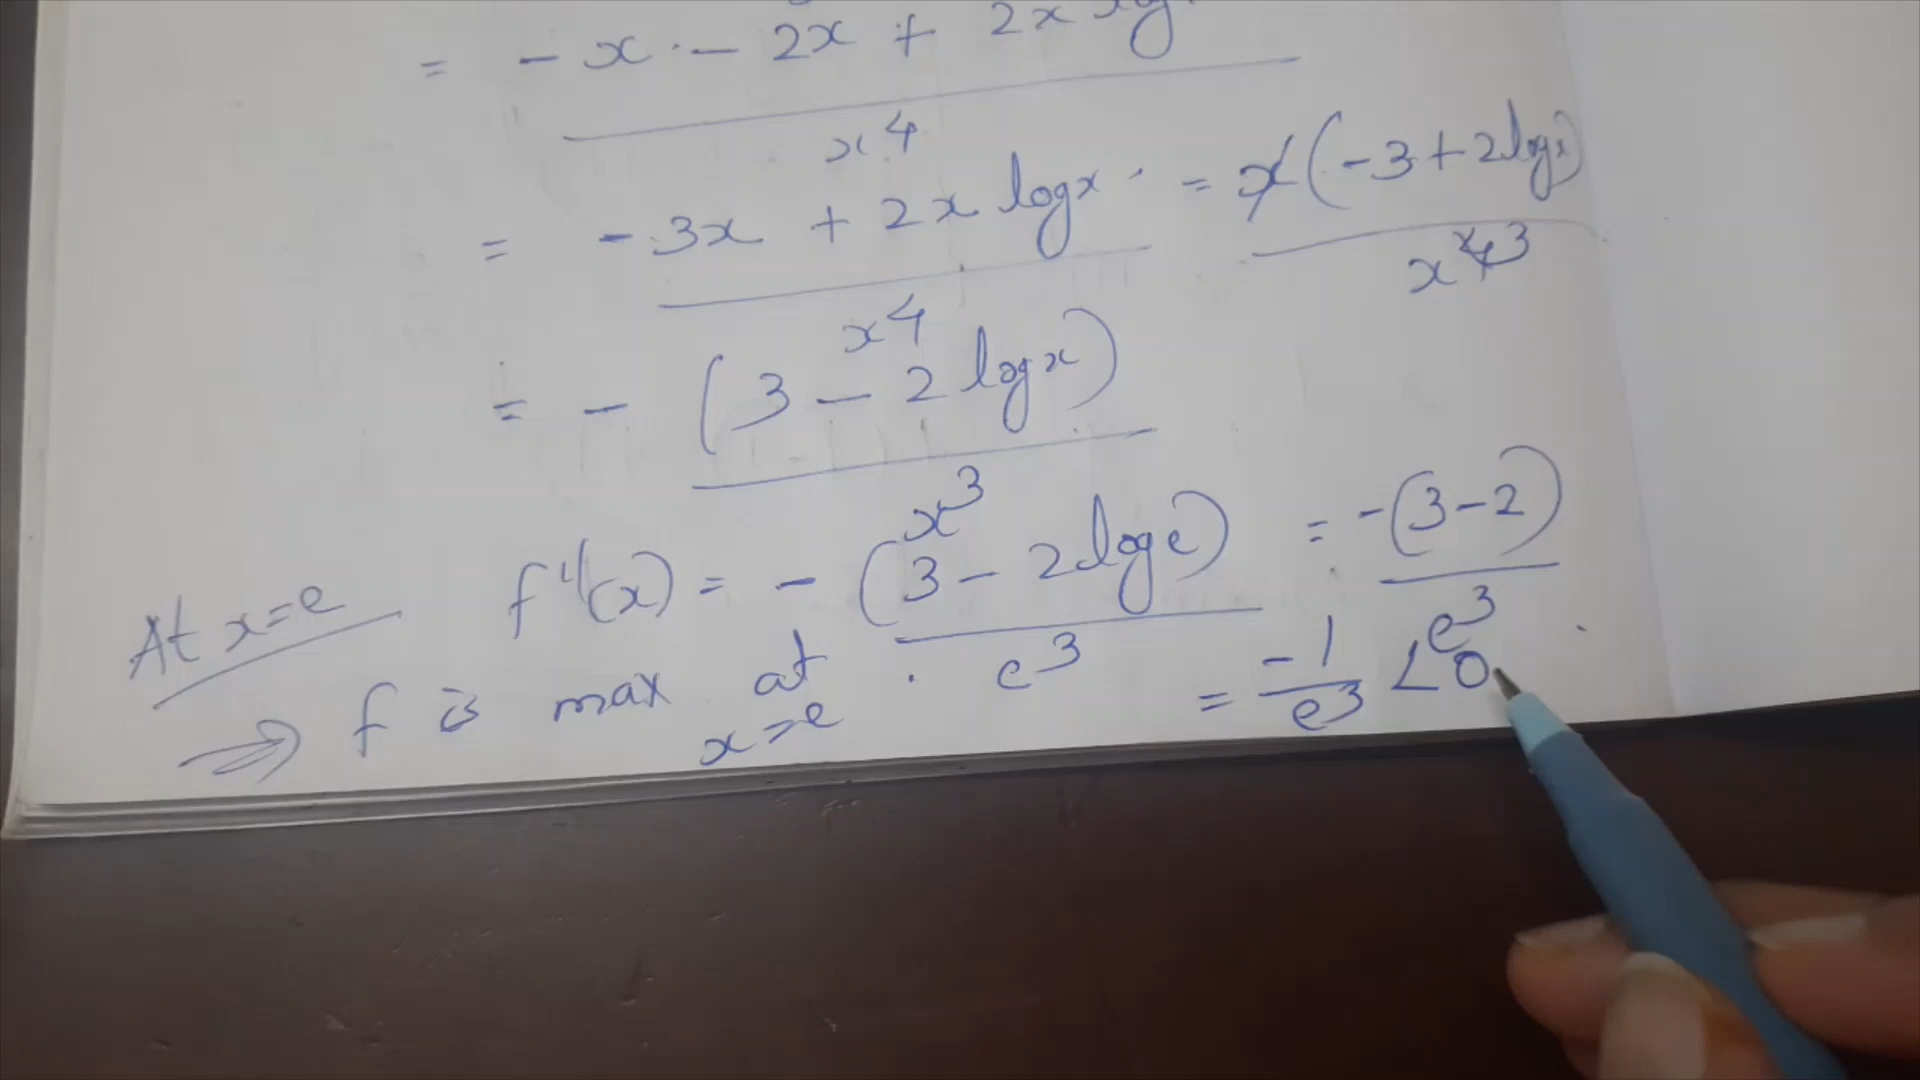 = - x - 2x + 2x log
x⁴
= - 3x + 2x log x = x(-3 + 2 log x)
x⁴ x⁴3
= - (3 - 2 log x)
x³
At x = e f''(x) = - (3 - 2 log e) = -(3 - 2)
e³ e³
⇒ f is max at x = e = -1/e³ < 0